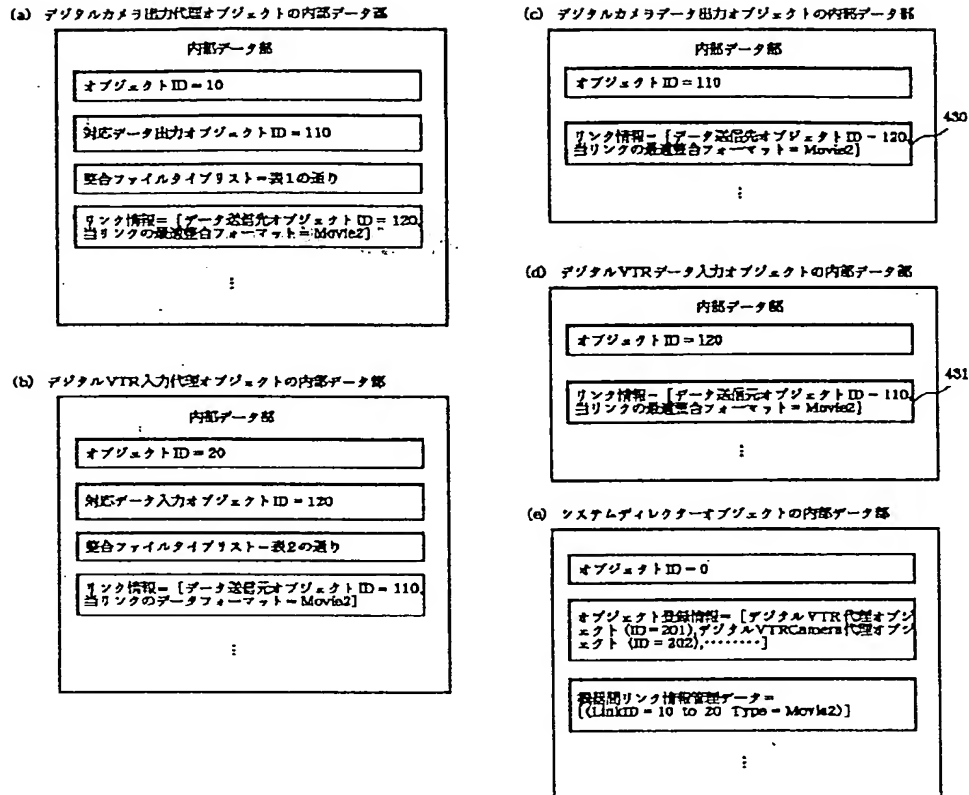 (a) デジタルカメラ出力代理オブジェクトの内部データ部
内部データ部
オブジェクトID=10
対応データ出力オブジェクトID=110
整合ファイルタイプリスト=表1の通り
リンク情報=[データ送信先オブジェクトID=120,
当リンクの最適整合フォーマット=Movie2]
⋮
(b) デジタルVTR入力代理オブジェクトの内部データ部
内部データ部
オブジェクトID=20
対応データ入力オブジェクトID=120
整合ファイルタイプリスト=表2の通り
リンク情報=[データ送信元オブジェクトID=110,
当リンクのデータフォーマット=Movie2]
⋮
(c) デジタルカメラデータ出力オブジェクトの内部データ部
内部データ部
オブジェクトID=110
430
リンク情報=[データ送信先オブジェクトID=120,
当リンクの最適整合フォーマット=Movie2]
⋮
(d) デジタルVTRデータ入力オブジェクトの内部データ部
内部データ部
オブジェクトID=120
431
リンク情報=[データ送信元オブジェクトID=110,
当リンクの最適整合フォーマット=Movie2]
⋮
(e) システムディレクターオブジェクトの内部データ部
オブジェクトID=0
オブジェクト登録情報=[デジタルVTR代理オブジ
ェクト(ID=201),デジタルVTRCamera代理オブジ
ェクト(ID=202),………]
機器間リンク情報管理データ=
[(LinkID=10 to 20 Type=Movie2)]
⋮